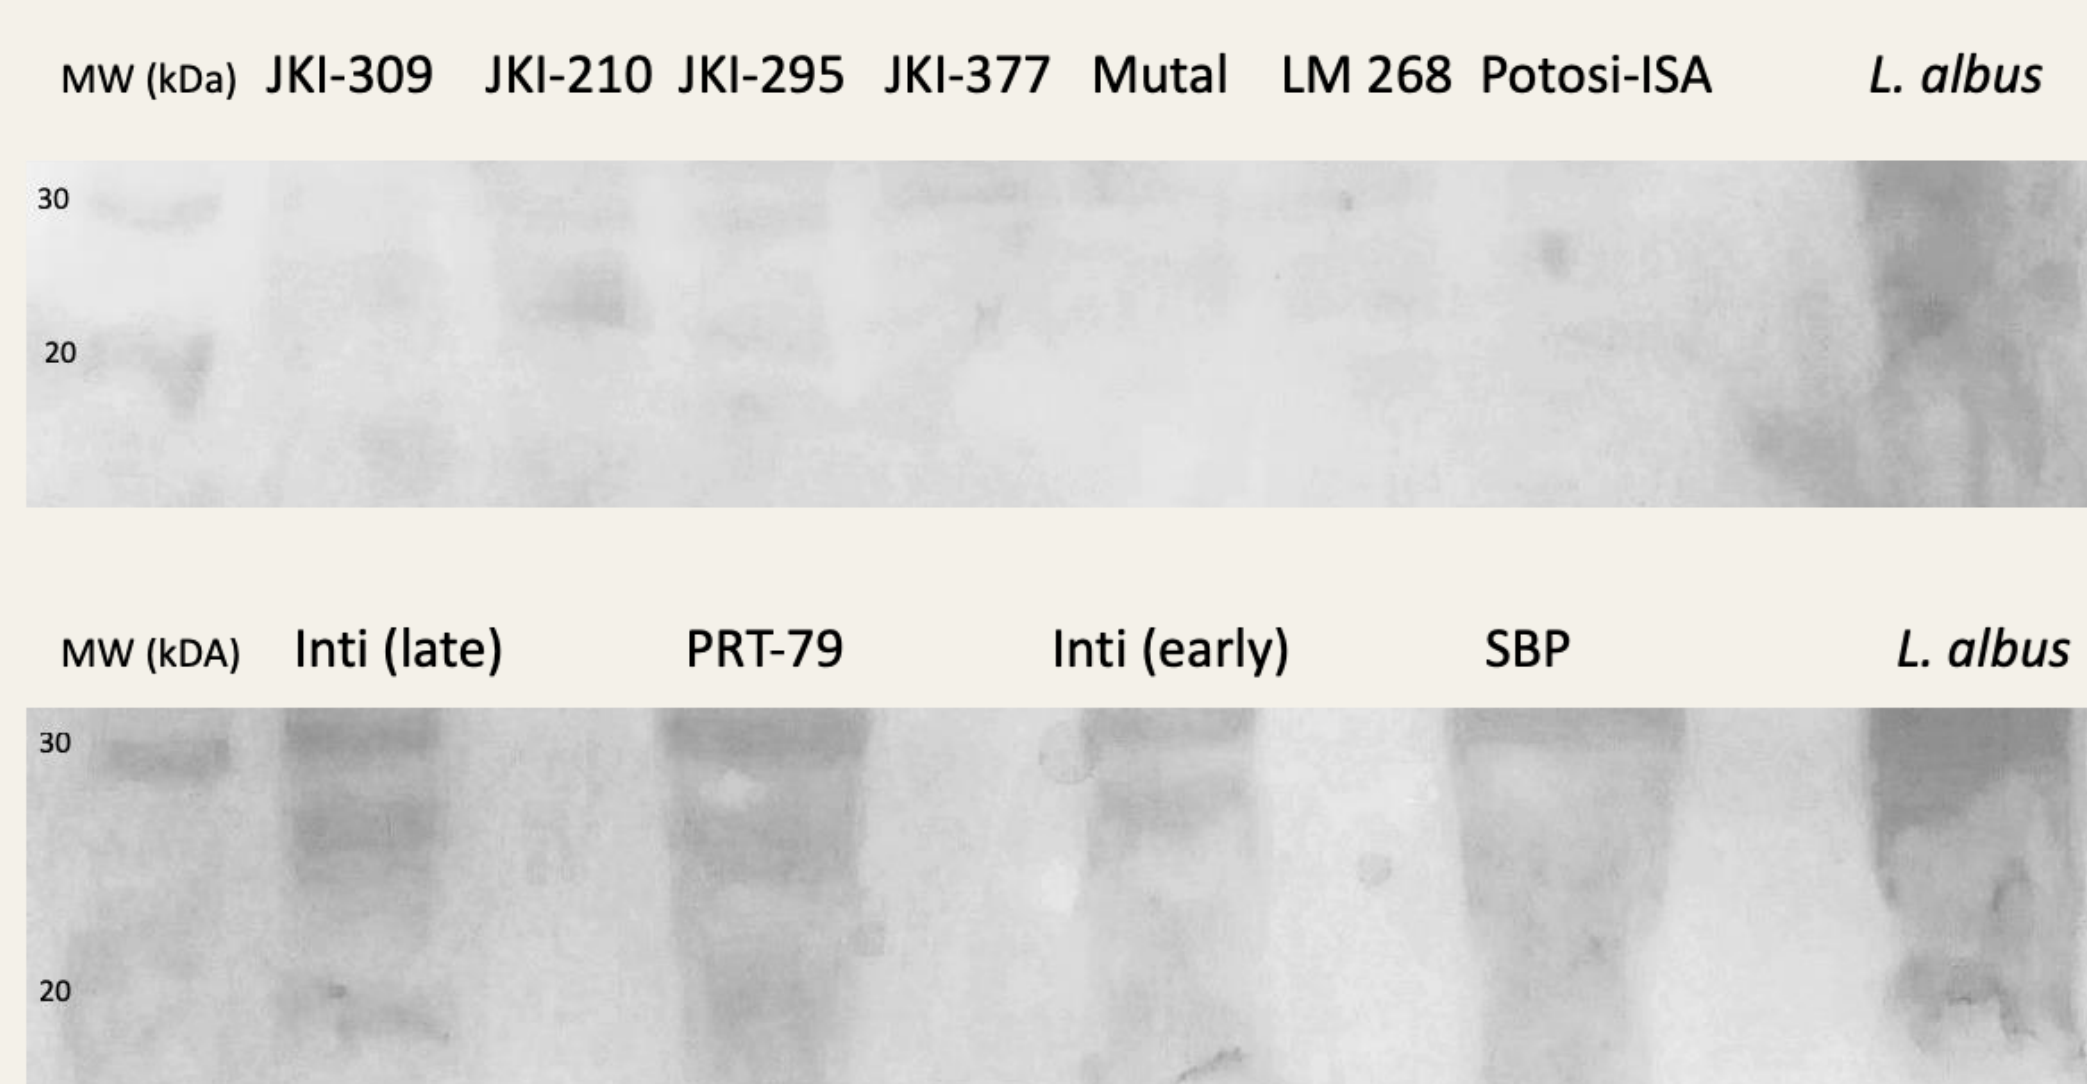 MW (kDa) JKI-309 JKI-210 JKI-295 JKI-377 Mutal LM 268 Potosi-ISA L. albus
30
20
MW (kDA) Inti (late) PRT-79 Inti (early) SBP L. albus
30
20